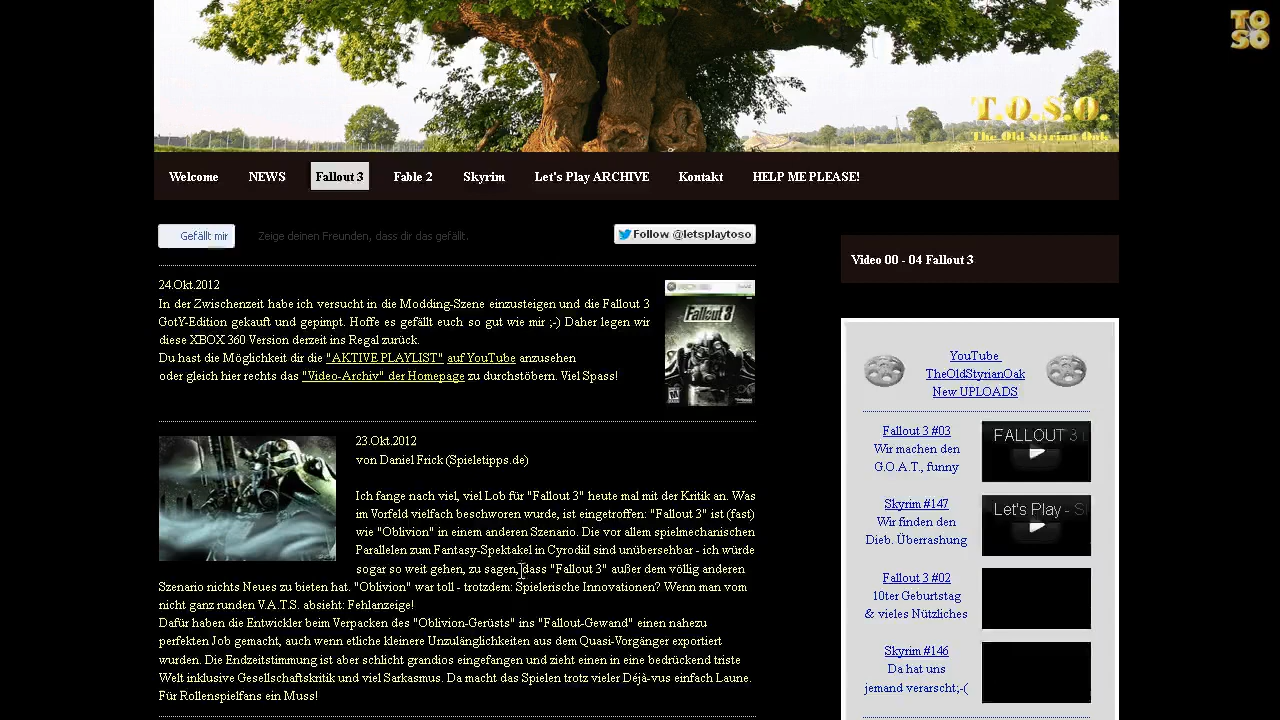 TO
SO
T.O.S.O.
The Old Styrian Oak
Welcome NEWS Fallout 3 Fable 2 Skyrim Let's Play ARCHIVE Kontakt HELP ME PLEASE!
Gefällt mir Zeige deinen Freunden, dass dir das gefällt. Follow @letsplaytoso
24.Okt.2012
In der Zwischenzeit habe ich versucht in die Modding-Szene einzusteigen und die Fallout 3
GotY-Edition gekauft und gepimpt. Hoffe es gefällt euch so gut wie mir ;-) Daher legen wir
diese XBOX 360 Version derzeit ins Regal zurück.
Du hast die Möglichkeit dir die "AKTIVE PLAYLIST" auf YouTube anzusehen
oder gleich hier rechts das "Video-Archiv" der Homepage zu durchstöbern. Viel Spass!
Fallout 3
23.Okt.2012
von Daniel Frick (Spieletipps.de)
Ich fange nach viel, viel Lob für "Fallout 3" heute mal mit der Kritik an. Was
im Vorfeld vielfach beschworen wurde, ist eingetroffen: "Fallout 3" ist (fast)
wie "Oblivion" in einem anderen Szenario. Die vor allem spielmechanischen
Parallelen zum Fantasy-Spektakel in Cyrodiil sind unübersehbar - ich würde
sogar so weit gehen, zu sagen, dass "Fallout 3" außer dem völlig anderen
Szenario nichts Neues zu bieten hat. "Oblivion" war toll - trotzdem: Spielerische Innovationen? Wenn man vom
nicht ganz runden V.A.T.S. absieht: Fehlanzeige!
Dafür haben die Entwickler beim Verpacken des "Oblivion-Gerüsts" ins "Fallout-Gewand" einen nahezu
perfekten Job gemacht, auch wenn etliche kleinere Unzulänglichkeiten aus dem Quasi-Vorgänger exportiert
wurden. Die Endzeitstimmung ist aber schlicht grandios eingefangen und zieht einen in eine bedrückend triste
Welt inklusive Gesellschaftskritik und viel Sarkasmus. Da macht das Spielen trotz vieler Déjà-vus einfach Laune.
Für Rollenspielfans ein Muss!
Video 00 - 04 Fallout 3
YouTube
TheOldStyrianOak
New UPLOADS
Fallout 3 #03
Wir machen den
G.O.A.T., funny
FALLOUT 3
Skyrim #147
Wir finden den
Dieb. Überrashung
Let's Play - S
Fallout 3 #02
10ter Geburtstag
& vieles Nützliches
Skyrim #146
Da hat uns
jemand verarscht;-(